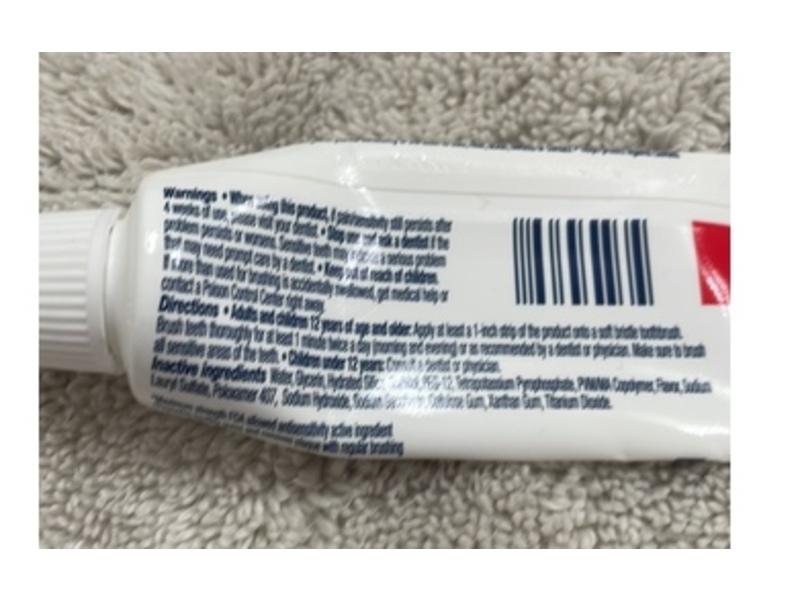 Warnings • When using this product, if pain/sensitivity still persists after
4 weeks of use, please visit your dentist. • Stop use and ask a dentist if the
problem persists or worsens. Sensitive teeth may indicate a serious problem
that may need prompt care by a dentist. • Keep out of reach of children.
If more than used for brushing is accidentally swallowed, get medical help or
contact a Poison Control Center right away.
Directions • Adults and children 12 years of age and older: Apply at least a 1-inch strip of the product onto a soft bristle toothbrush.
Brush teeth thoroughly for at least 1 minute twice a day (morning and evening) or as recommended by a dentist or physician. Make sure to brush
all sensitive areas of the teeth. • Children under 12 years: Consult a dentist or physician.
Inactive ingredients Water, Glycerin, Hydrated Silica, Sorbitol, PEG-12, Tetrapotassium Pyrophosphate, PVM/MA Copolymer, Flavor, Sodium
Lauryl Sulfate, Poloxamer 407, Sodium Hydroxide, Sodium Saccharin, Cellulose Gum, Xanthan Gum, Titanium Dioxide.
strength FDA allowed antisensitivity active ingredient
plaque with regular brushing